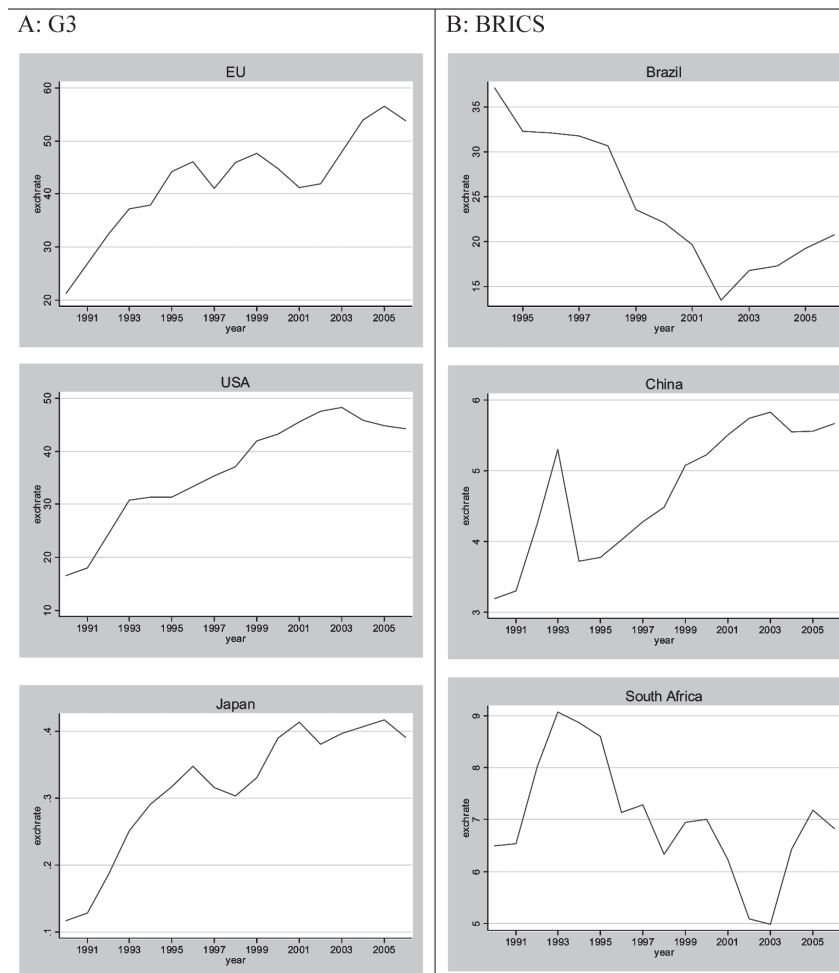 A: G3
EU
60
50
40
30
20
exchrate
1991 1993 1995 1997 1999 2001 2003 2005
year
USA
50
40
30
20
10
exchrate
1991 1993 1995 1997 1999 2001 2003 2005
year
Japan
.4
.3
.2
.1
exchrate
1991 1993 1995 1997 1999 2001 2003 2005
year
B: BRICS
Brazil
35
30
25
20
15
exchrate
1995 1997 1999 2001 2003 2005
year
China
6
5
4
3
exchrate
1991 1993 1995 1997 1999 2001 2003 2005
year
South Africa
9
8
7
6
5
exchrate
1991 1993 1995 1997 1999 2001 2003 2005
year